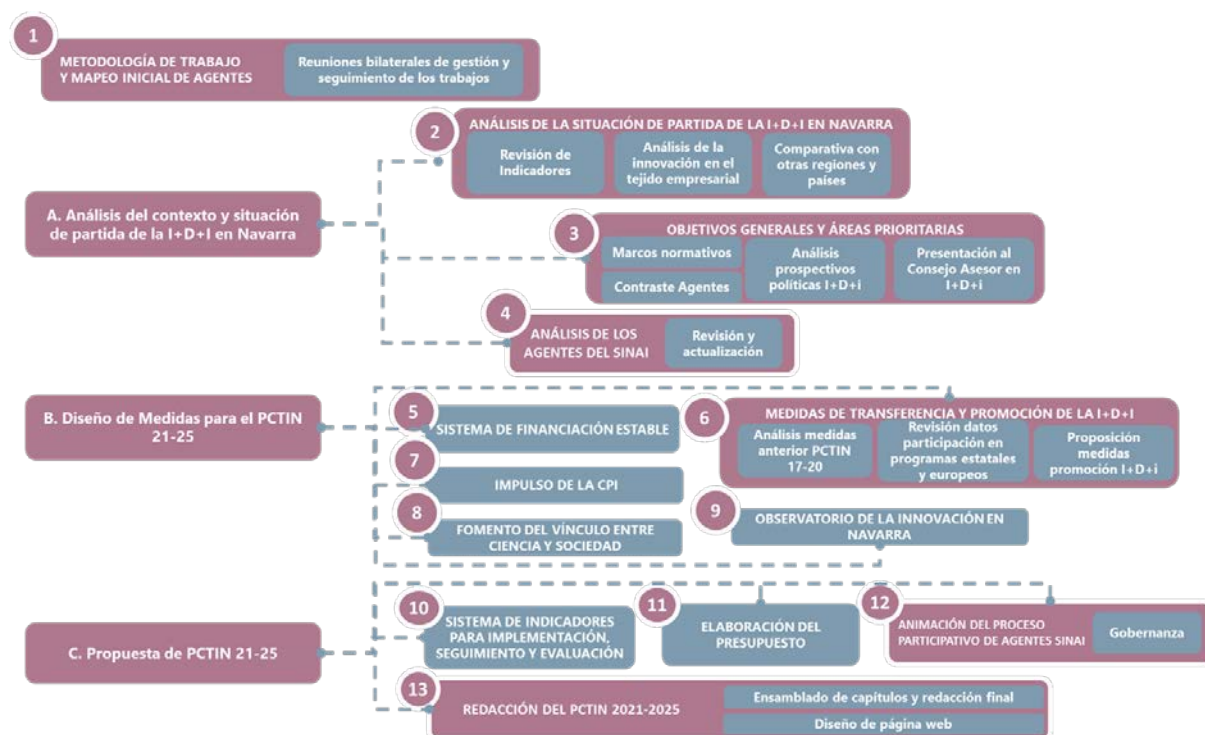 1
METODOLOGÍA DE TRABAJO
Y MAPEO INICIAL DE AGENTES
Reuniones bilaterales de gestión y
seguimiento de los trabajos
2
ANÁLISIS DE LA SITUACIÓN DE PARTIDA DE LA I+D+I EN NAVARRA
Revisión de
Indicadores
Análisis de la
innovación en el
tejido empresarial
Comparativa con
otras regiones y
países
A. Análisis del contexto y situación
de partida de la I+D+I en Navarra
3
OBJETIVOS GENERALES Y ÁREAS PRIORITARIAS
Marcos normativos
Contraste Agentes
Análisis
prospectivos
políticas I+D+i
Presentación al
Consejo Asesor en
I+D+i
4
ANÁLISIS DE LOS
AGENTES DEL SINAI
Revisión y
actualización
B. Diseño de Medidas para el PCTIN
21-25
5
SISTEMA DE FINANCIACIÓN ESTABLE
6
MEDIDAS DE TRANSFERENCIA Y PROMOCIÓN DE LA I+D+I
Análisis medidas
anterior PCTIN
17-20
Revisión datos
participación en
programas estatales
y europeos
Proposición
medidas
promoción I+D+i
7
IMPULSO DE LA CPI
8
FOMENTO DEL VÍNCULO ENTRE
CIENCIA Y SOCIEDAD
9
OBSERVATORIO DE LA INNOVACIÓN EN
NAVARRA
C. Propuesta de PCTIN 21-25
10
SISTEMA DE INDICADORES
PARA IMPLEMENTACIÓN,
SEGUIMIENTO Y EVALUACIÓN
11
ELABORACIÓN DEL
PRESUPUESTO
12
ANIMACIÓN DEL PROCESO
PARTICIPATIVO DE AGENTES SINAI
Gobernanza
13
REDACCIÓN DEL PCTIN 2021-2025
Ensamblado de capítulos y redacción final
Diseño de página web